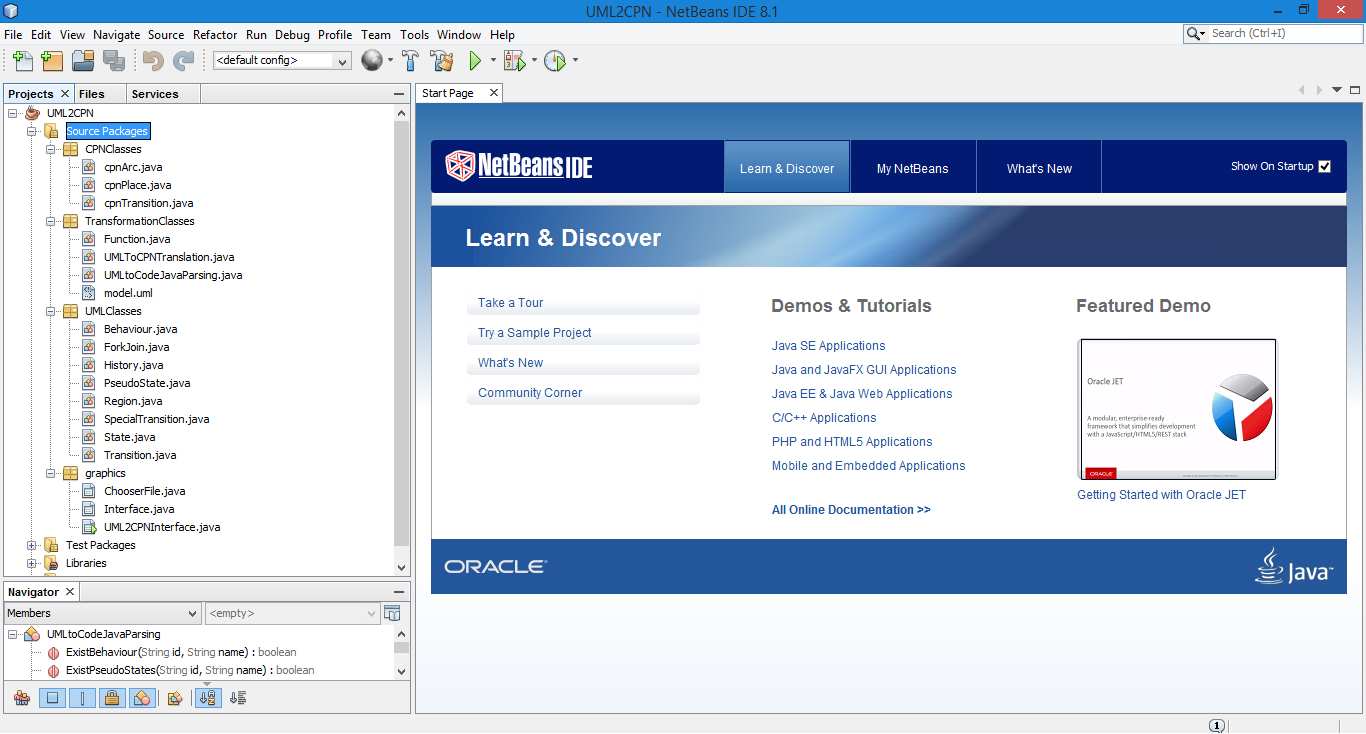 UML2CPN - NetBeans IDE 8.1
File Edit View Navigate Source Refactor Run Debug Profile Team Tools Window Help
Search (Ctrl+I)
<default config>
Projects
Files
Services
UML2CPN
Source Packages
CPNClasses
cpnArc.java
cpnPlace.java
cpnTransition.java
TransformationClasses
Function.java
UMLToCPNTranslation.java
UMLtoCodeJavaParsing.java
model.uml
UMLClasses
Behaviour.java
ForkJoin.java
History.java
PseudoState.java
Region.java
SpecialTransition.java
State.java
Transition.java
graphics
ChooserFile.java
Interface.java
UML2CPNInterface.java
Test Packages
Libraries
Navigator
Members
<empty>
UMLtoCodeJavaParsing
ExistBehaviour(String id, String name) : boolean
ExistPseudoStates(String id, String name) : boolean
Start Page
NetBeans IDE
Learn & Discover
My NetBeans
What's New
Show On Startup
Learn & Discover
Take a Tour
Try a Sample Project
What's New
Community Corner
Demos & Tutorials
Java SE Applications
Java and JavaFX GUI Applications
Java EE & Java Web Applications
C/C++ Applications
PHP and HTML5 Applications
Mobile and Embedded Applications
All Online Documentation >>
Featured Demo
Oracle JET
A modular, enterprise-ready
framework that simplifies development
with a JavaScript/HTML5/REST stack
ORACLE
Getting Started with Oracle JET
ORACLE
Java
1